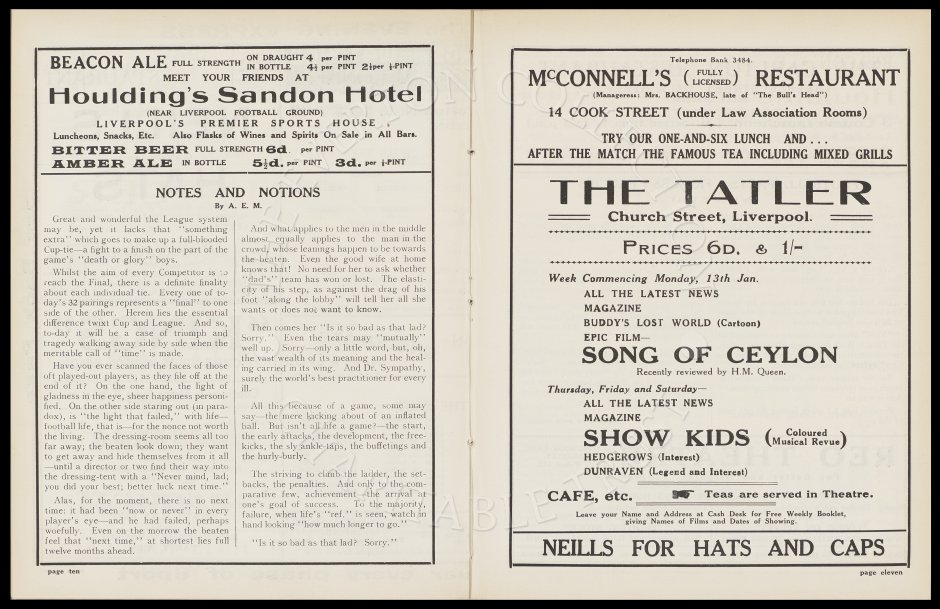 BEACON ALE FULL STRENGTH ON DRAUGHT 4 per PINT
IN BOTTLE 4½ per PINT 2½per ½-PINT
MEET YOUR FRIENDS AT
Houlding's Sandon Hotel
(NEAR LIVERPOOL FOOTBALL GROUND)
LIVERPOOL'S PREMIER SPORTS HOUSE.
Luncheons, Snacks, Etc. Also Flasks of Wines and Spirits On Sale in All Bars.
BITTER BEER FULL STRENGTH 6d. per PINT
AMBER ALE IN BOTTLE 5½d. per PINT 3d. per ½-PINT
NOTES AND NOTIONS
By A. E. M.
Great and wonderful the League system
may be, yet it lacks that "something
extra" which goes to make up a full-blooded
Cup-tie—a fight to a finish on the part of the
game's "death or glory" boys.
Whilst the aim of every Competitor is to
reach the Final, there is a definite finality
about each individual tie. Every one of to-
day's 32 pairings represents a "final" to one
side of the other. Herein lies the essential
difference twixt Cup and League. And so,
to-day it will be a case of triumph and
tragedy walking away side by side when the
meritable call of "time" is made.
Have you ever scanned the faces of those
oft played-out players, as they file off at the
end of it? On the one hand, the light of
gladness in the eye, sheer happiness personi-
fied. On the other side staring out (in para-
dox), is "the light that failed," with life—
football life, that is—for the nonce not worth
the living. The dressing-room seems all too
far away; the beaten look down; they want
to get away and hide themselves from it all
—until a director or two find their way into
the dressing-tent with a "Never mind, lad;
you did your best; better luck next time."
Alas, for the moment, there is no next
time: it had been "now or never" in every
player's eye—and he had failed, perhaps
woefully. Even on the morrow the beaten
feel that "next time," at shortest lies full
twelve months ahead.
And what applies to the men in the middle
almost equally applies to the man in the
crowd, whose leanings happen to be towards
the beaten. Even the good wife at home
knows that! No need for her to ask whether
"dad's" team has won or lost. The elasti-
city of his step, as against the drag of his
foot "along the lobby" will tell her all she
wants or does not want to know.
Then comes her "Is it so bad as that lad?
Sorry." Even the tears may "mutually"
well up. Sorry—only a little word, but, oh,
the vast wealth of its meaning and the heal-
ing carried in its wing. And Dr. Sympathy,
surely the world's best practitioner for every
ill.
All this because of a game, some may
say—the mere kicking about of an inflated
ball. But isn't all life a game?—the start,
the early attacks, the development, the free-
kicks, the ankle-taps, the buffetings and
the hurly-burly.
The striving to climb the ladder, the set-
backs, the penalties. And only to the com-
parative few, achievement—the arrival at
one's goal of success. To the majority,
failure, when life's "ref." is seen, watch in
hand looking "how much longer to go."
"Is it so bad as that lad? Sorry."
page ten
Telephone Bank 3484.
McCONNELL'S (FULLY LICENSED) RESTAURANT
(Manageress: Mrs. BACKHOUSE, late of "The Bull's Head")
14 COOK STREET (under Law Association Rooms)
TRY OUR ONE-AND-SIX LUNCH AND . . .
AFTER THE MATCH THE FAMOUS TEA INCLUDING MIXED GRILLS
THE TATLER
Church Street, Liverpool.
PRICES 6D. & 1/-
Week Commencing Monday, 13th Jan.
ALL THE LATEST NEWS
MAGAZINE
BUDDY'S LOST WORLD (Cartoon)
EPIC FILM—
SONG OF CEYLON
Recently reviewed by H.M. Queen.
Thursday, Friday and Saturday—
ALL THE LATEST NEWS
MAGAZINE
SHOW KIDS (Coloured Musical Revue)
HEDGEROWS (Interest)
DUNRAVEN (Legend and Interest)
CAFE, etc. Teas are served in Theatre.
Leave your Name and Address at Cash Desk for Free Weekly Booklet,
giving Names of Films and Dates of Showing.
NEILLS FOR HATS AND CAPS
page eleven